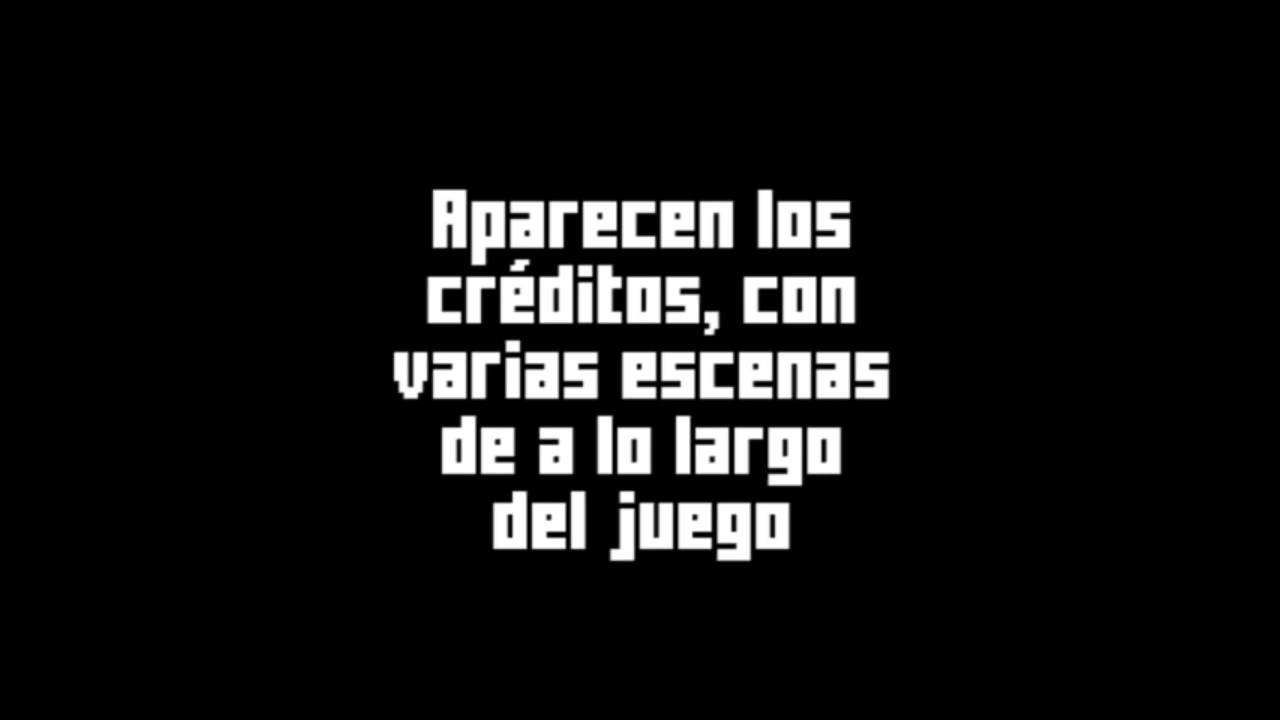 Aparecen los
créditos, con
varias escenas
de a lo largo
del juego